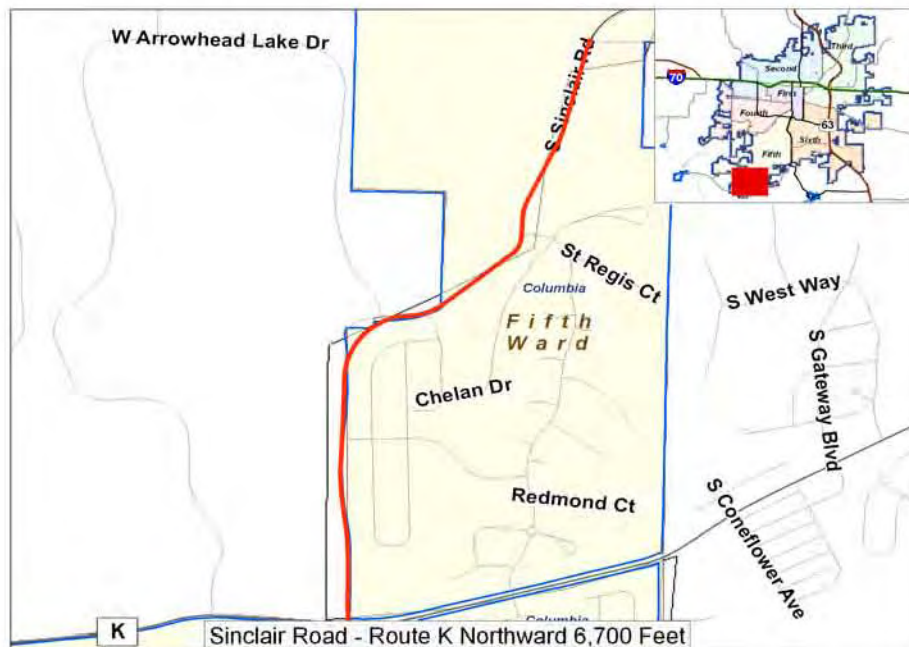 W Arrowhead Lake Dr
S Sinclair Rd
70
Third
Second
First
Fourth
63
Sixth
Fifth
St Regis Ct
Columbia
S West Way
Fifth
Ward
S Gateway Blvd
Chelan Dr
Redmond Ct
S Coneflower Ave
Columbia
K
Sinclair Road - Route K Northward 6,700 Feet